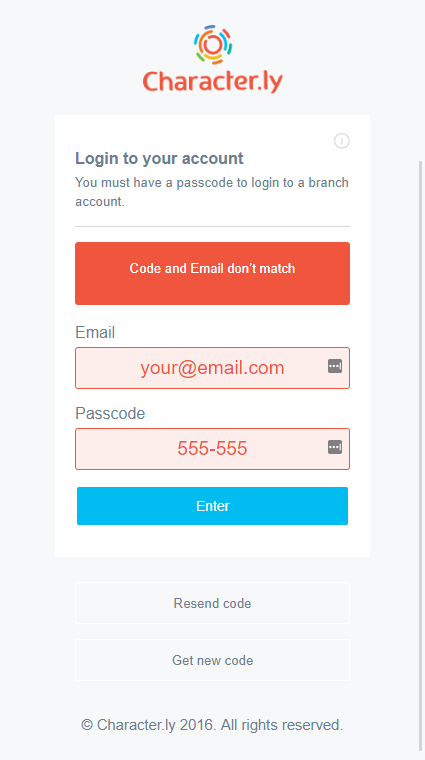 Character.ly
Login to your account
You must have a passcode to login to a branch
account.
Code and Email don't match
Email
your@email.com
Passcode
555-555
Enter
Resend code
Get new code
© Character.ly 2016. All rights reserved.